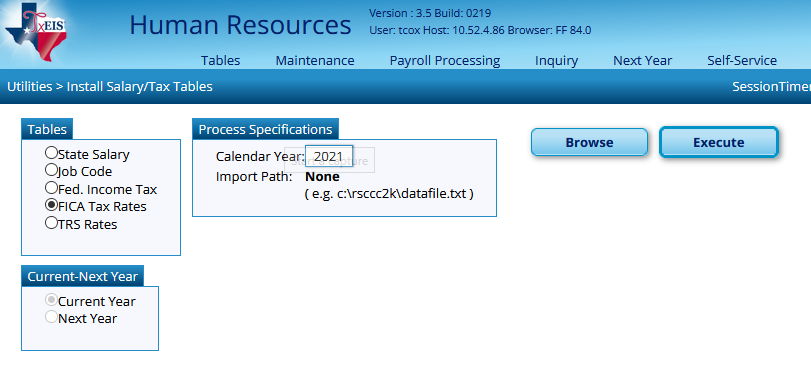 TxEIS
Human Resources
Version : 3.5 Build: 0219
User: tcox Host: 10.52.4.86 Browser: FF 84.0
Tables Maintenance Payroll Processing Inquiry Next Year Self-Service
Utilities > Install Salary/Tax Tables
SessionTimer
Tables
State Salary
Job Code
Fed. Income Tax
FICA Tax Rates
TRS Rates
Process Specifications
Calendar Year: 2021
Import Path: None
( e.g. c:\rsccc2k\datafile.txt )
Browse
Execute
Current-Next Year
Current Year
Next Year